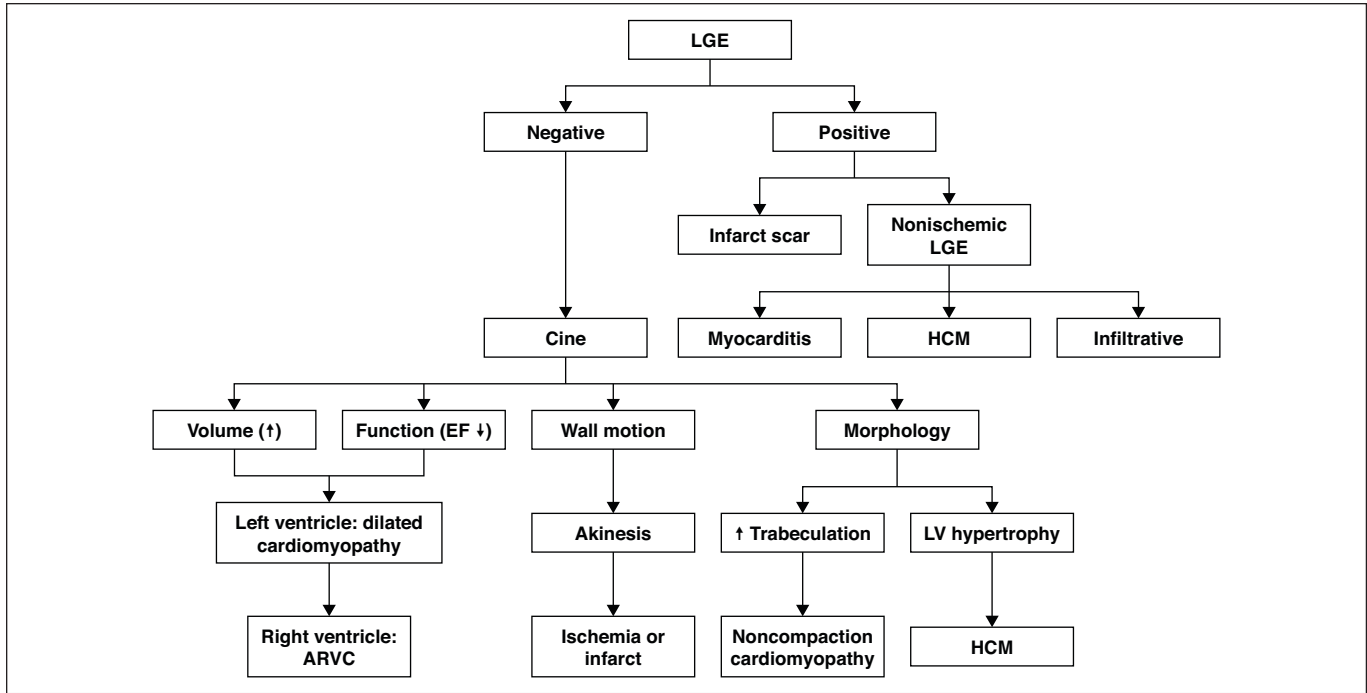 LGE
Negative
Positive
Infarct scar
Nonischemic
LGE
Cine
Myocarditis
HCM
Infiltrative
Volume (↑)
Function (EF ↓)
Wall motion
Morphology
Left ventricle: dilated
cardiomyopathy
Akinesis
↑ Trabeculation
LV hypertrophy
Right ventricle:
ARVC
Ischemia or
infarct
Noncompaction
cardiomyopathy
HCM